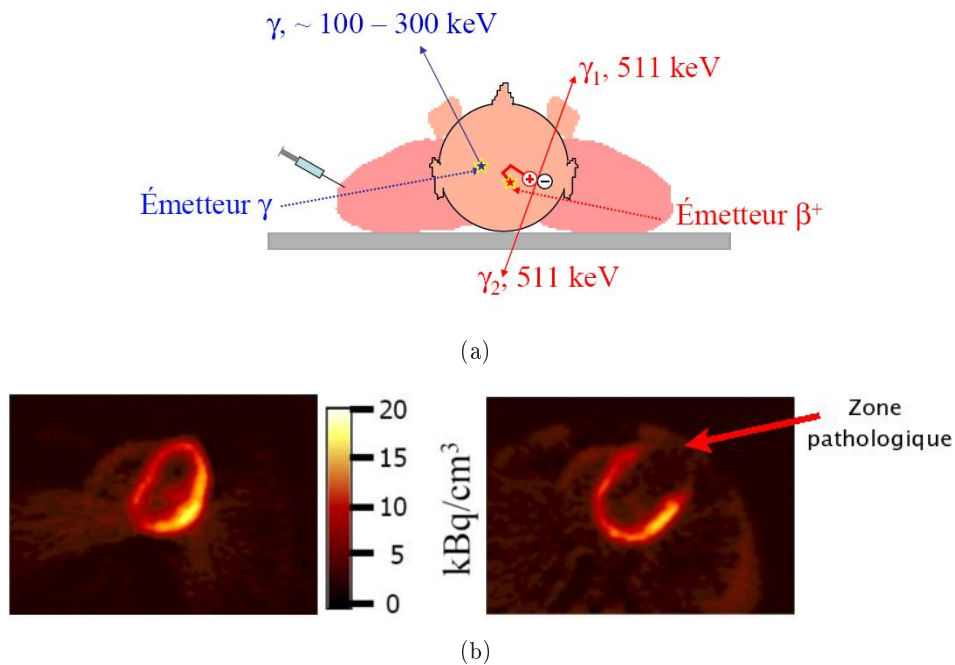 γ, ~ 100 – 300 keV
γ₁, 511 keV
Émetteur γ
Émetteur β⁺
γ₂, 511 keV
(a)
20
15
10
5
0
kBq/cm³
Zone
pathologique
(b)